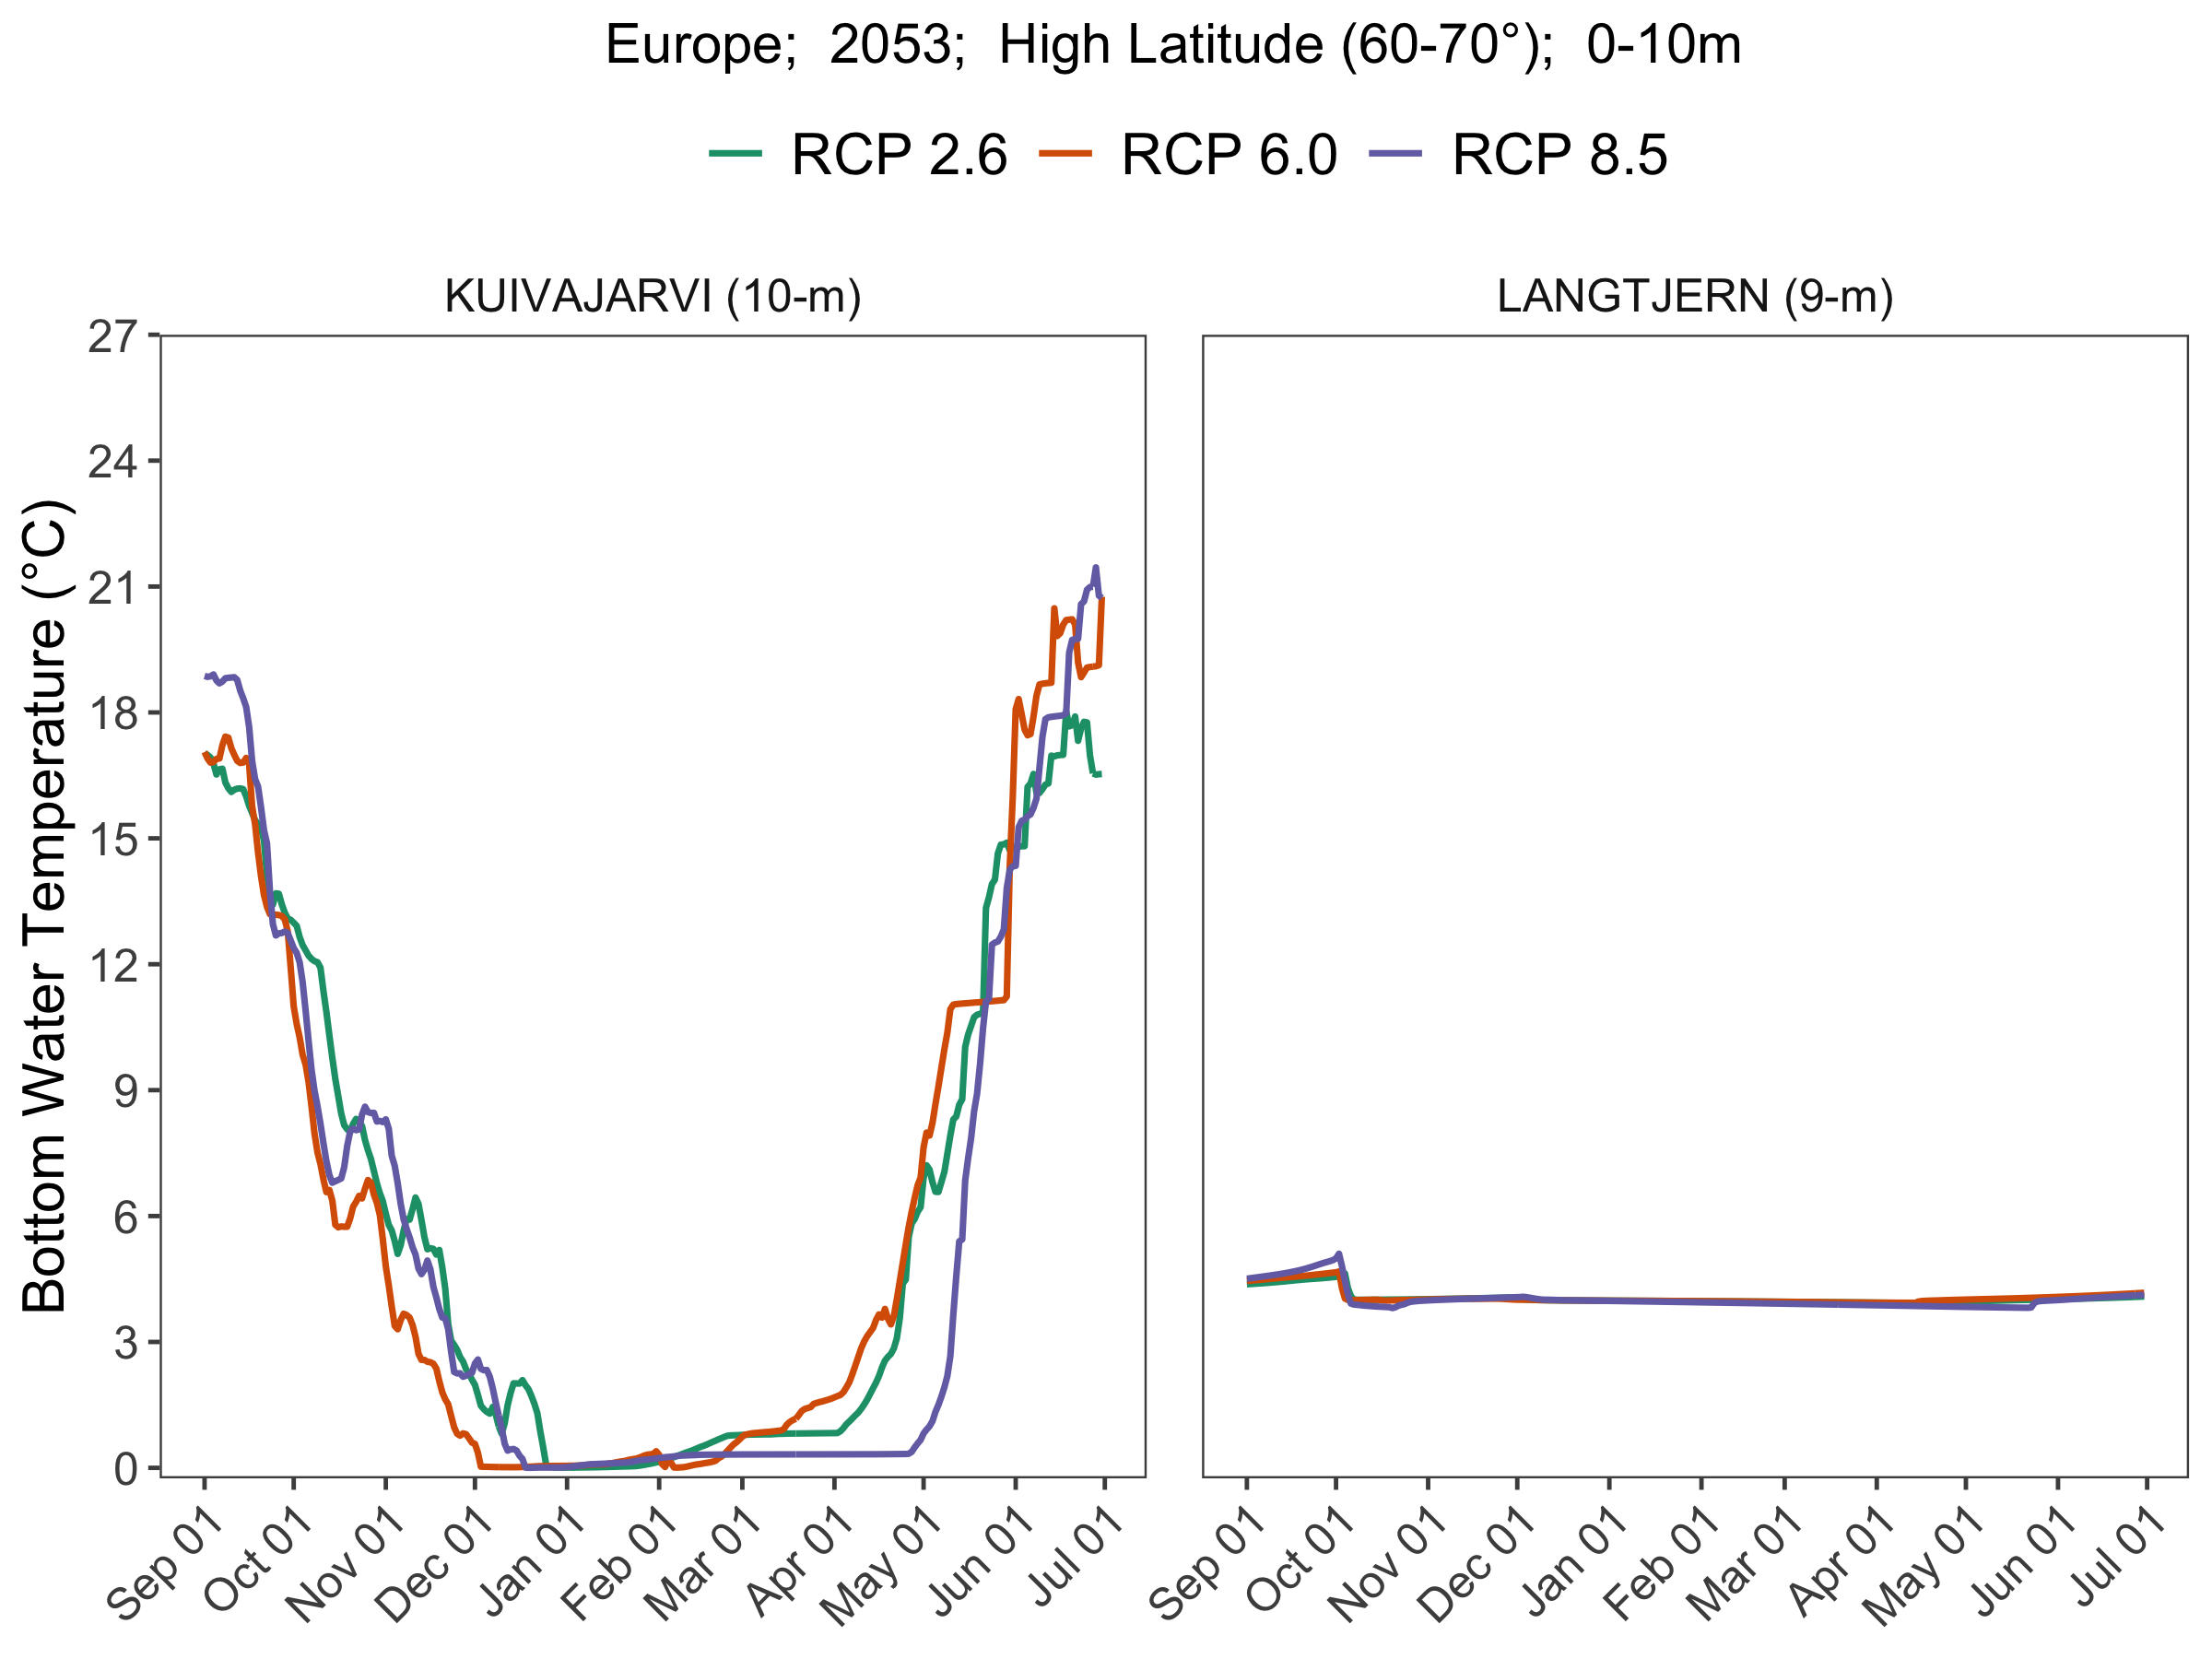 Europe;  2053;  High Latitude (60-70°);  0-10m
RCP 2.6 RCP 6.0 RCP 8.5
KUIVAJARVI (10-m)
LANGTJERN (9-m)
Bottom Water Temperature (°C)
27
24
21
18
15
12
9
6
3
0
Sep 01 Oct 01 Nov 01 Dec 01 Jan 01 Feb 01 Mar 01 Apr 01 May 01 Jun 01 Jul 01
Sep 01 Oct 01 Nov 01 Dec 01 Jan 01 Feb 01 Mar 01 Apr 01 May 01 Jun 01 Jul 01